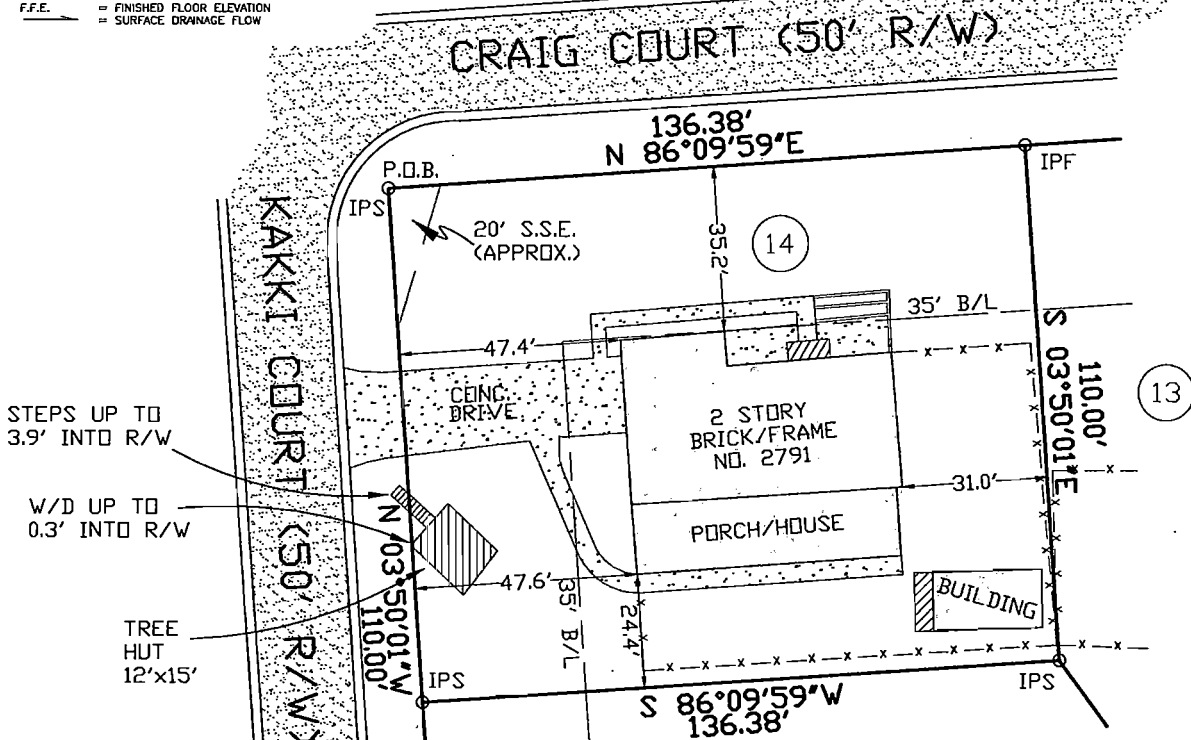 F.F.E. = FINISHED FLOOR ELEVATION
= SURFACE DRAINAGE FLOW
CRAIG COURT (50' R/W)
136.38'
N 86°09'59"E
P.O.B.
IPS
IPF
20' S.S.E.
(APPROX.)
35.2'
14
KAKKI COURT (50' R/W)
35' B/L
47.4'
S 03°50'01"E
110.00'
13
CONC.
DRIVE
2 STORY
BRICK/FRAME
NO. 2791
STEPS UP TO
3.9' INTO R/W
31.0'
W/D UP TO
0.3' INTO R/W
PORCH/HOUSE
N 03°50'01"W
110.00'
47.6'
35' B/L
24.4'
BUILDING
TREE
HUT
12'x15'
IPS
IPS
S 86°09'59"W
136.38'